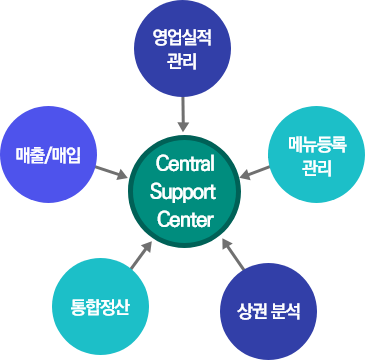 영업실적
관리
매출/매입
메뉴등록
관리
Central
Support
Center
통합정산
상권 분석